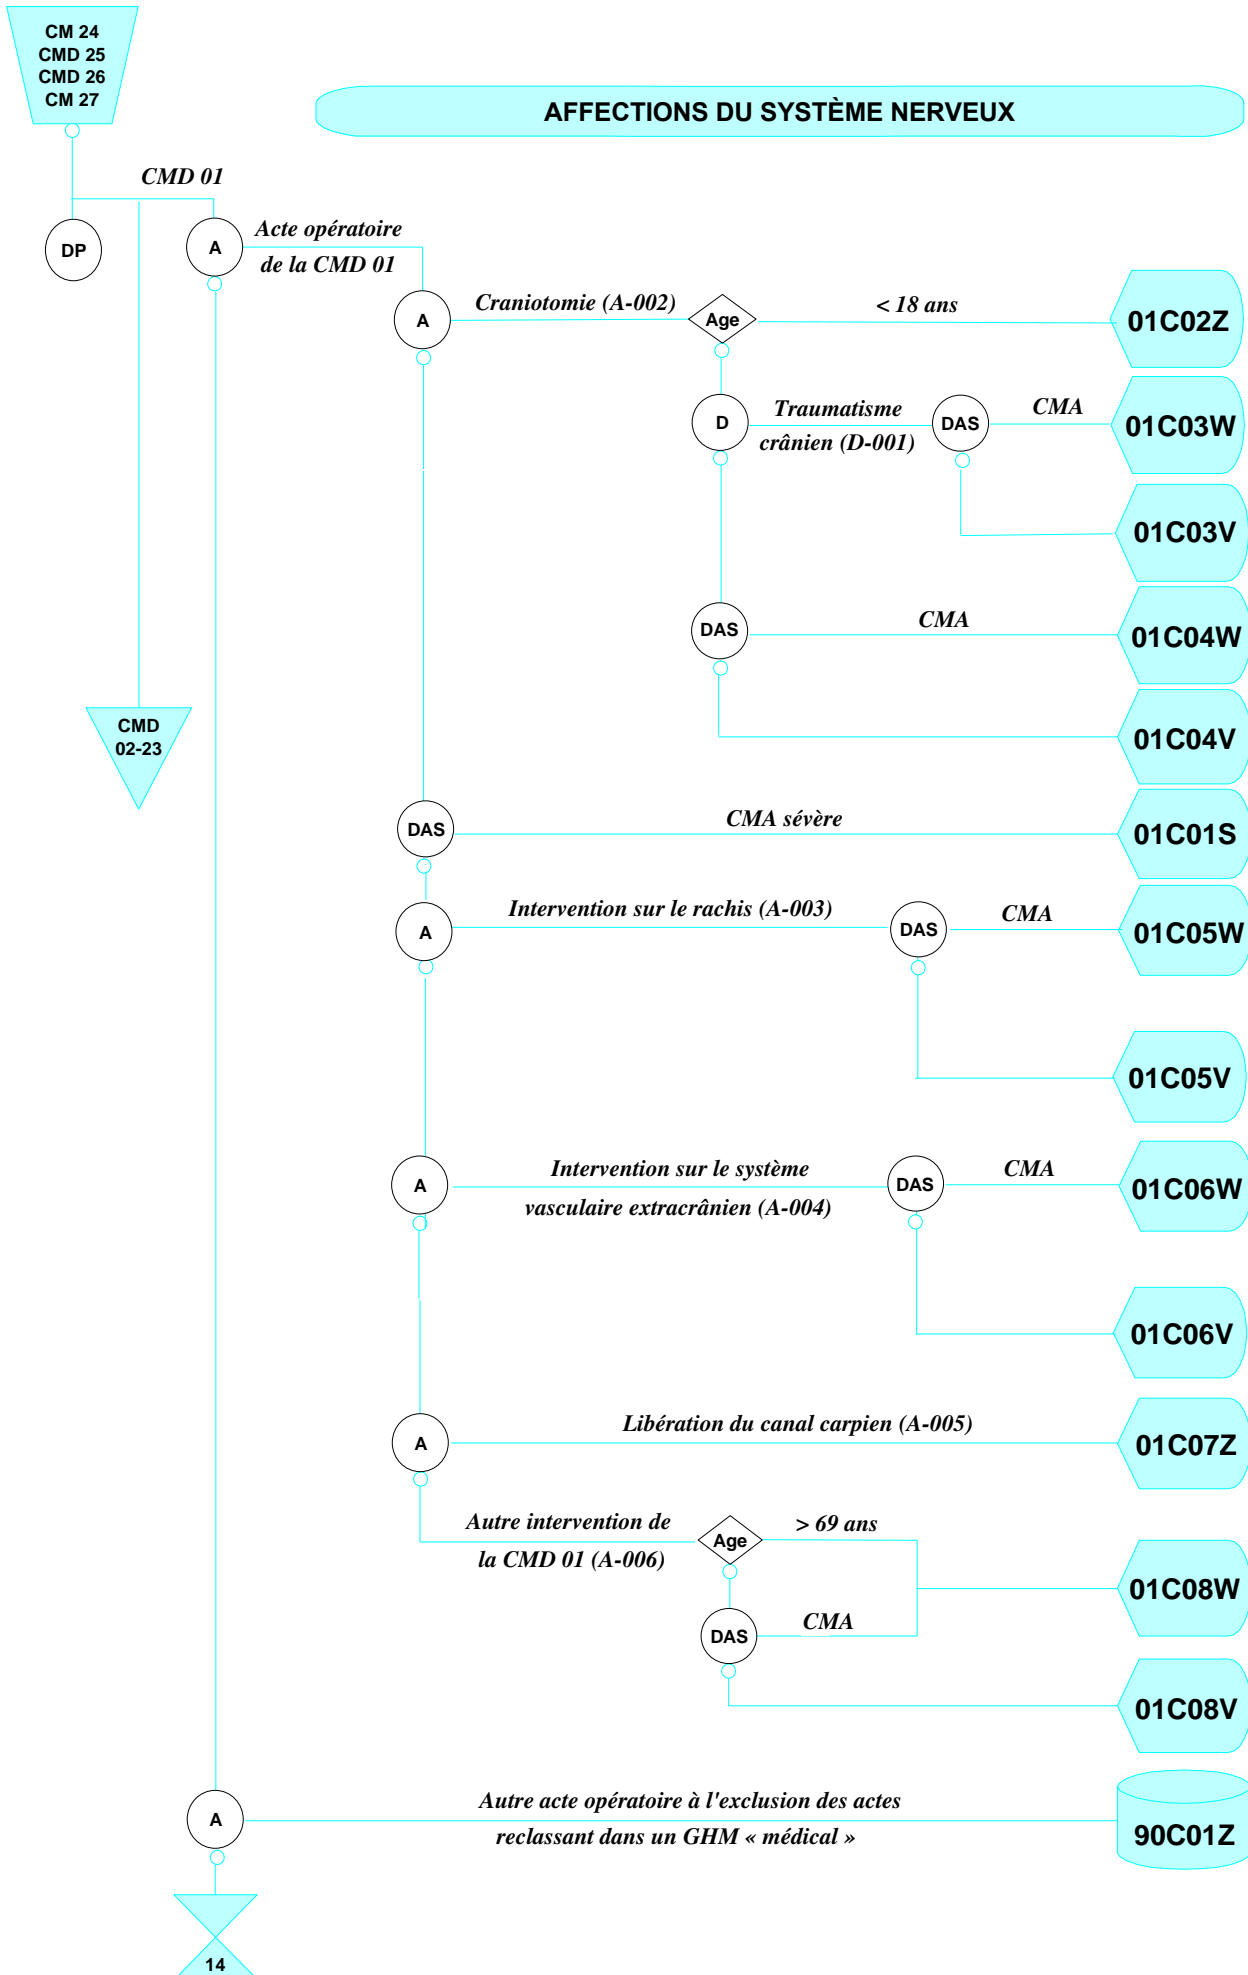 CM 24
CMD 25
CMD 26
CM 27
AFFECTIONS DU SYSTÈME NERVEUX
CMD 01
DP
A
Acte opératoire
de la CMD 01
A
Craniotomie (A-002)
Age
< 18 ans
01C02Z
D
Traumatisme
crânien (D-001)
DAS
CMA
01C03W
01C03V
DAS
CMA
01C04W
CMD
02-23
01C04V
DAS
CMA sévère
01C01S
A
Intervention sur le rachis (A-003)
DAS
CMA
01C05W
01C05V
A
Intervention sur le système
vasculaire extracrânien (A-004)
DAS
CMA
01C06W
01C06V
A
Libération du canal carpien (A-005)
01C07Z
Autre intervention de
la CMD 01 (A-006)
Age
> 69 ans
01C08W
DAS
CMA
01C08V
A
Autre acte opératoire à l'exclusion des actes
reclassant dans un GHM « médical »
90C01Z
14